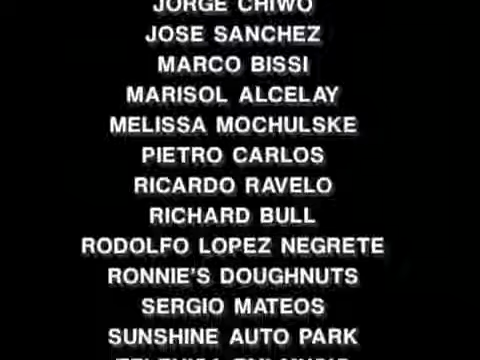 JORGE CHIWO
JOSE SANCHEZ
MARCO BISSI
MARISOL ALCELAY
MELISSA MOCHULSKE
PIETRO CARLOS
RICARDO RAVELO
RICHARD BULL
RODOLFO LOPEZ NEGRETE
RONNIE'S DOUGHNUTS
SERGIO MATEOS
SUNSHINE AUTO PARK